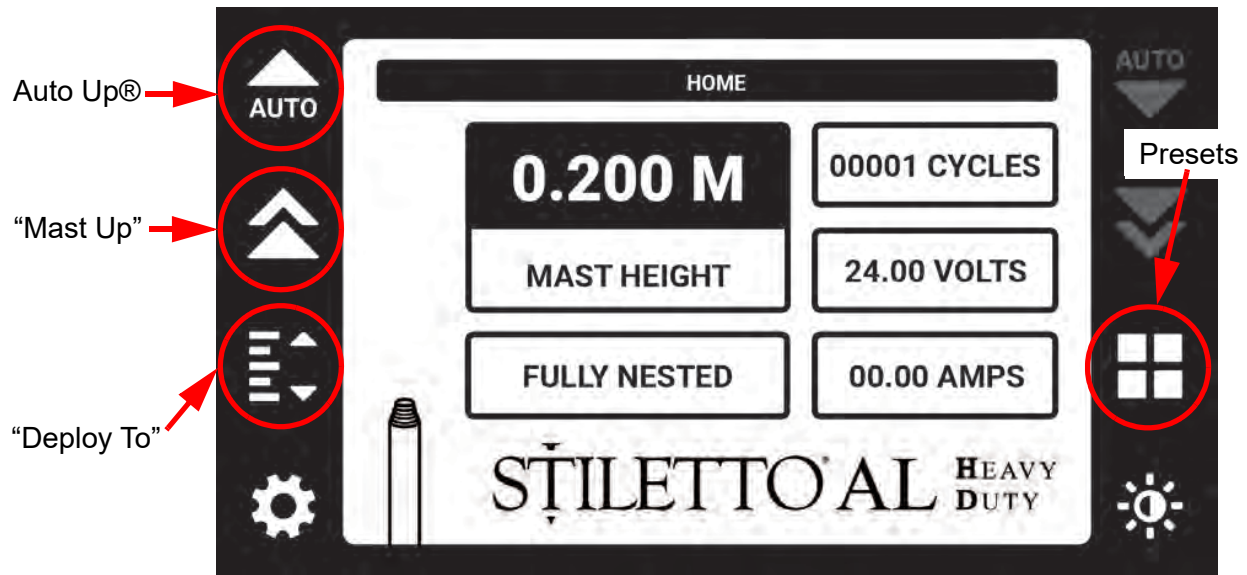 Auto Up®
AUTO
HOME
AUTO
Presets
0.200 M
MAST HEIGHT
00001 CYCLES
“Mast Up”
24.00 VOLTS
FULLY NESTED
00.00 AMPS
“Deploy To”
STILETTO® AL HEAVY
DUTY